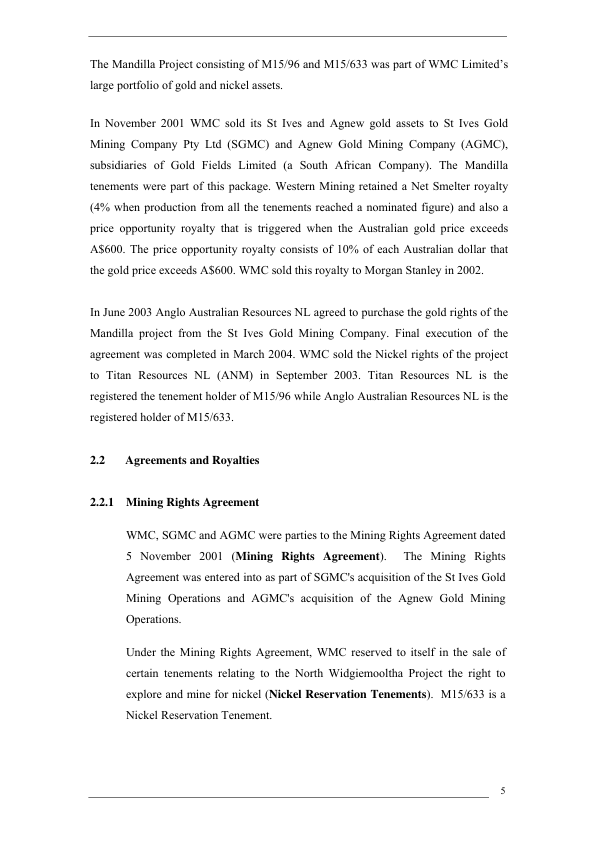 The Mandilla Project consisting of M15/96 and M15/633 was part of WMC Limited's
large portfolio of gold and nickel assets.
In November 2001 WMC sold its St Ives and Agnew gold assets to St Ives Gold
Mining Company Pty Ltd (SGMC) and Agnew Gold Mining Company (AGMC),
subsidiaries of Gold Fields Limited (a South African Company). The Mandilla
tenements were part of this package. Western Mining retained a Net Smelter royalty
(4% when production from all the tenements reached a nominated figure) and also a
price opportunity royalty that is triggered when the Australian gold price exceeds
A$600. The price opportunity royalty consists of 10% of each Australian dollar that
the gold price exceeds A$600. WMC sold this royalty to Morgan Stanley in 2002.
In June 2003 Anglo Australian Resources NL agreed to purchase the gold rights of the
Mandilla project from the St Ives Gold Mining Company. Final execution of the
agreement was completed in March 2004. WMC sold the Nickel rights of the project
to Titan Resources NL (ANM) in September 2003. Titan Resources NL is the
registered the tenement holder of M15/96 while Anglo Australian Resources NL is the
registered holder of M15/633.
2.2 Agreements and Royalties
2.2.1 Mining Rights Agreement
WMC, SGMC and AGMC were parties to the Mining Rights Agreement dated
5 November 2001 (Mining Rights Agreement). The Mining Rights
Agreement was entered into as part of SGMC's acquisition of the St Ives Gold
Mining Operations and AGMC's acquisition of the Agnew Gold Mining
Operations.
Under the Mining Rights Agreement, WMC reserved to itself in the sale of
certain tenements relating to the North Widgiemooltha Project the right to
explore and mine for nickel (Nickel Reservation Tenements). M15/633 is a
Nickel Reservation Tenement.
5